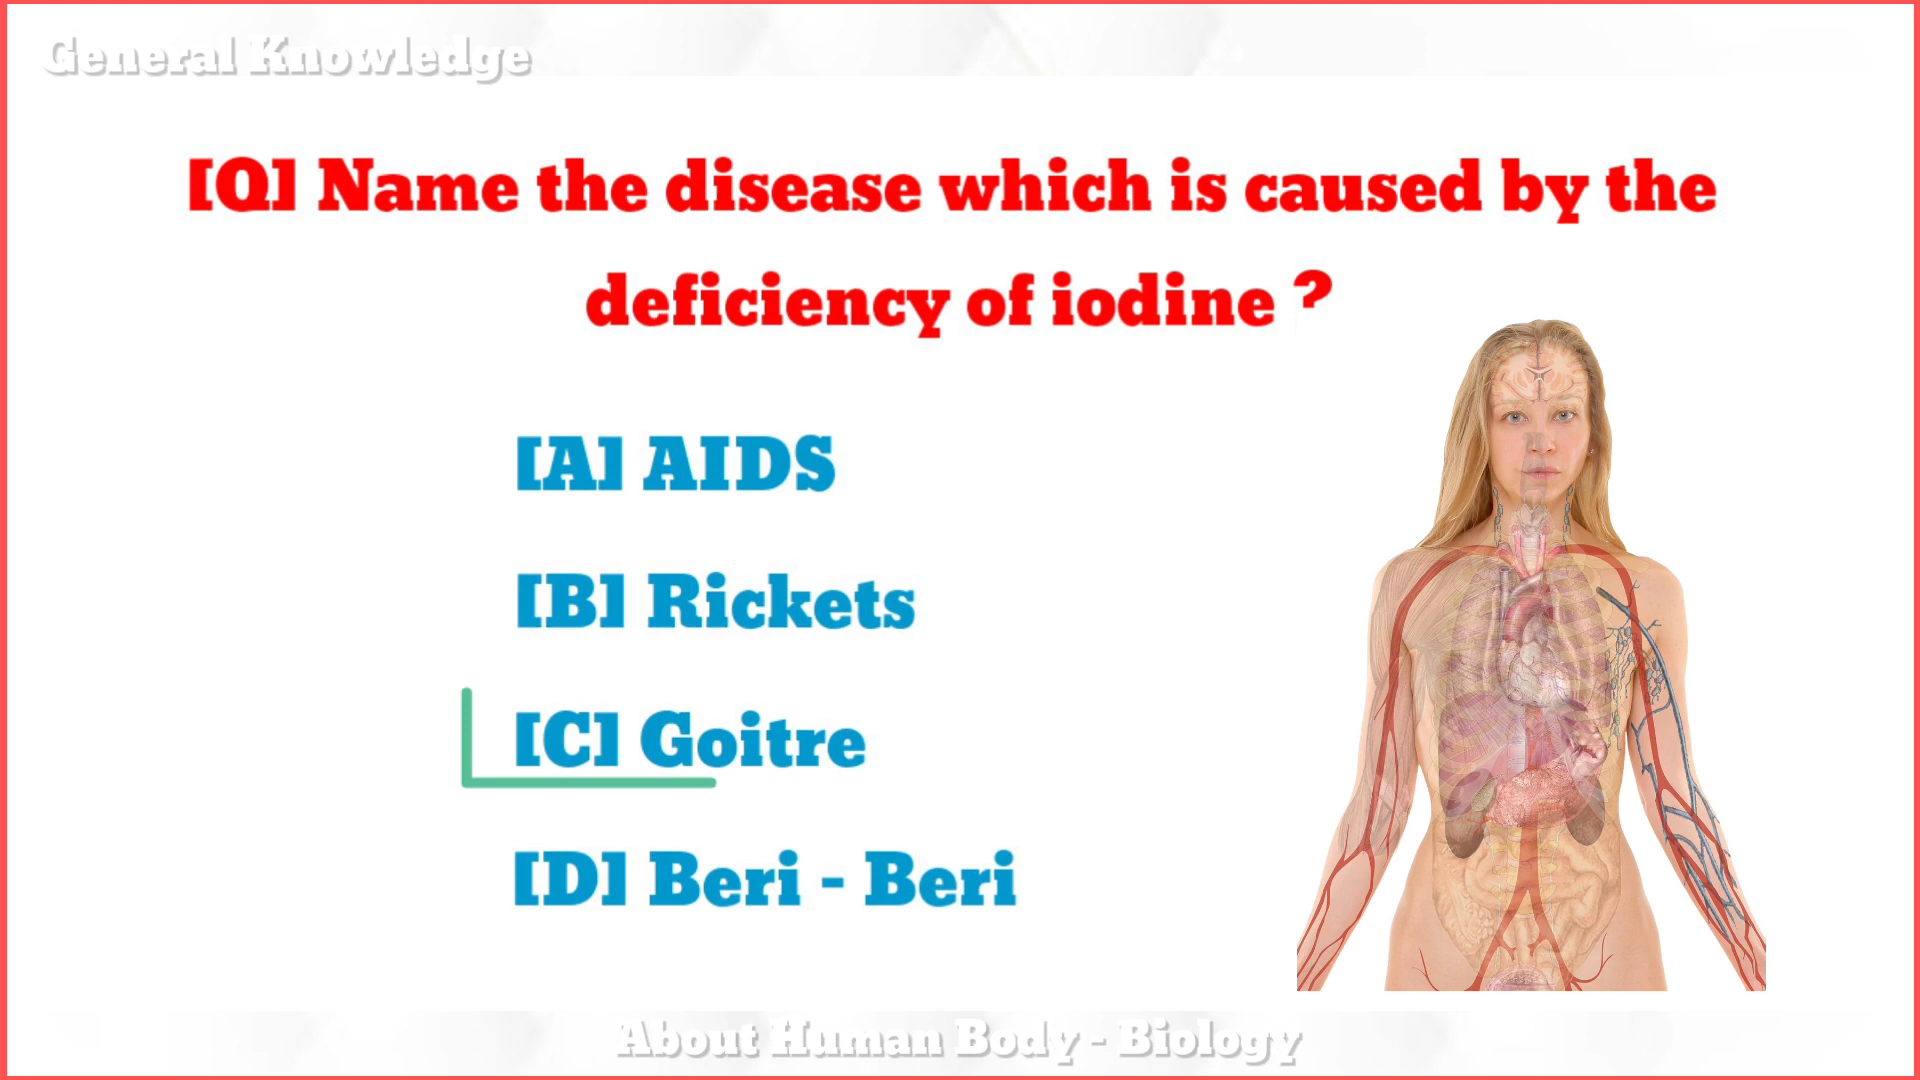 General Knowledge
[Q] Name the disease which is caused by the
deficiency of iodine ?
[A] AIDS
[B] Rickets
[C] Goitre
[D] Beri - Beri
About Human Body - Biology